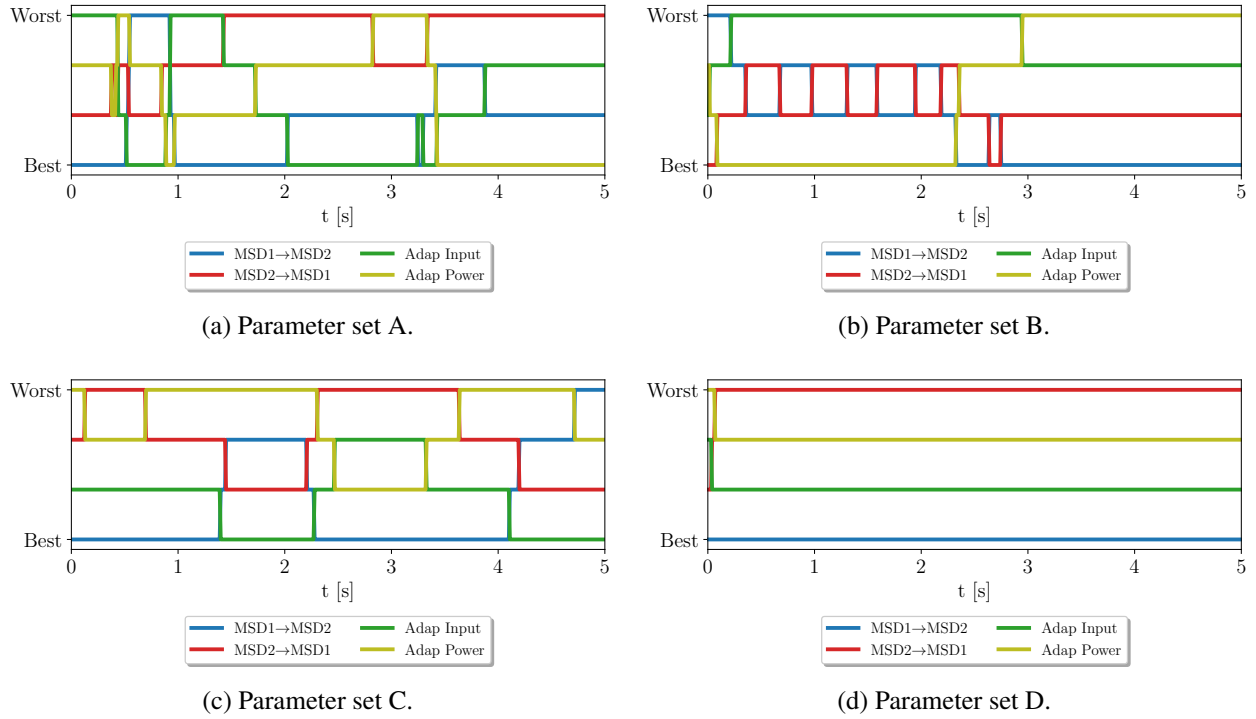 Worst
Best
0 1 2 3 4 5
t [s]
MSD1→MSD2 Adap Input
MSD2→MSD1 Adap Power
(a) Parameter set A.
Worst
Best
0 1 2 3 4 5
t [s]
MSD1→MSD2 Adap Input
MSD2→MSD1 Adap Power
(b) Parameter set B.
Worst
Best
0 1 2 3 4 5
t [s]
MSD1→MSD2 Adap Input
MSD2→MSD1 Adap Power
(c) Parameter set C.
Worst
Best
0 1 2 3 4 5
t [s]
MSD1→MSD2 Adap Input
MSD2→MSD1 Adap Power
(d) Parameter set D.